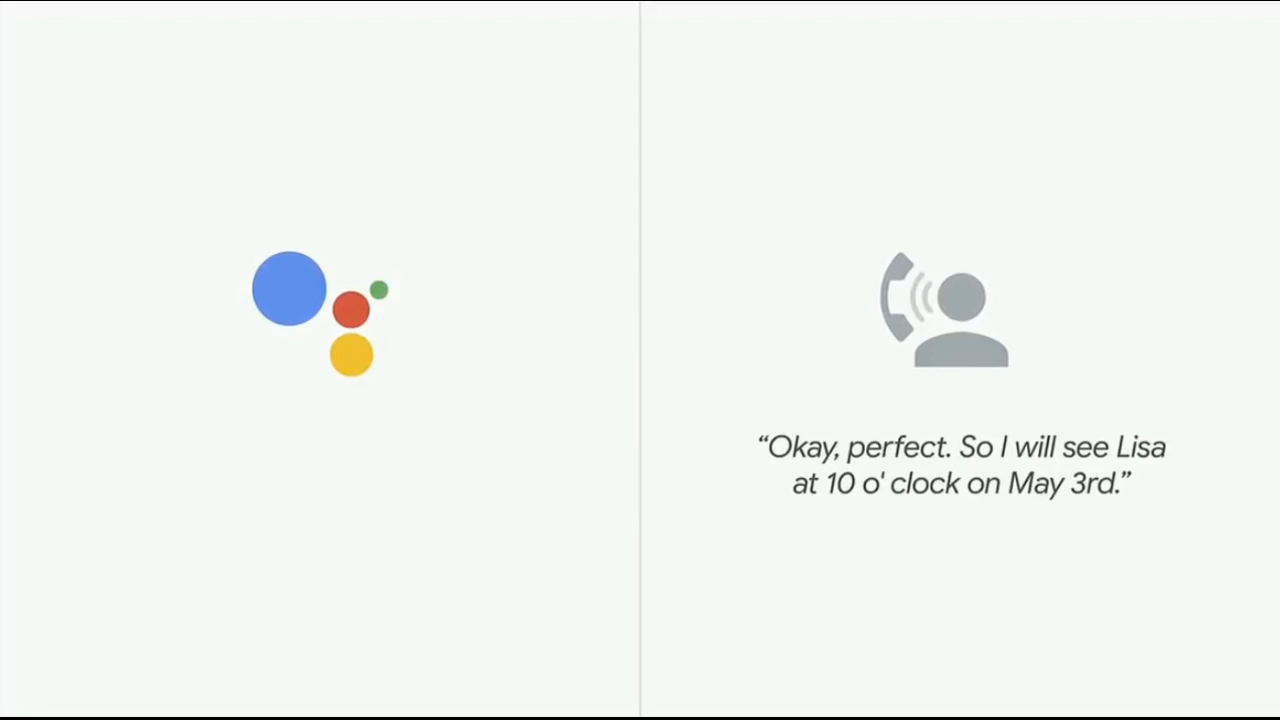 “Okay, perfect. So I will see Lisa
at 10 o' clock on May 3rd.”